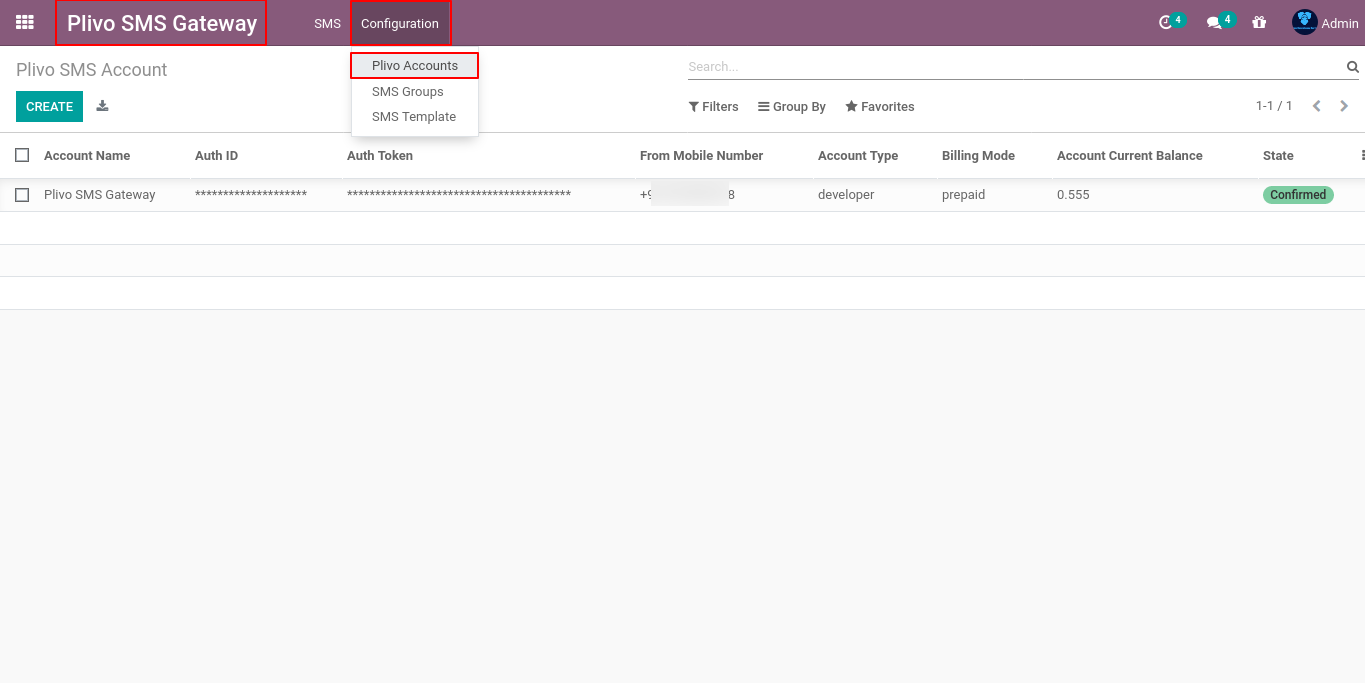 Plivo SMS Gateway SMS Configuration 4 4 Admin
Plivo SMS Account Plivo Accounts Search...
CREATE SMS Groups Filters Group By Favorites 1-1 / 1
SMS Template
Account Name Auth ID Auth Token From Mobile Number Account Type Billing Mode Account Current Balance State
Plivo SMS Gateway ******************** **************************************** +9 8 developer prepaid 0.555 Confirmed